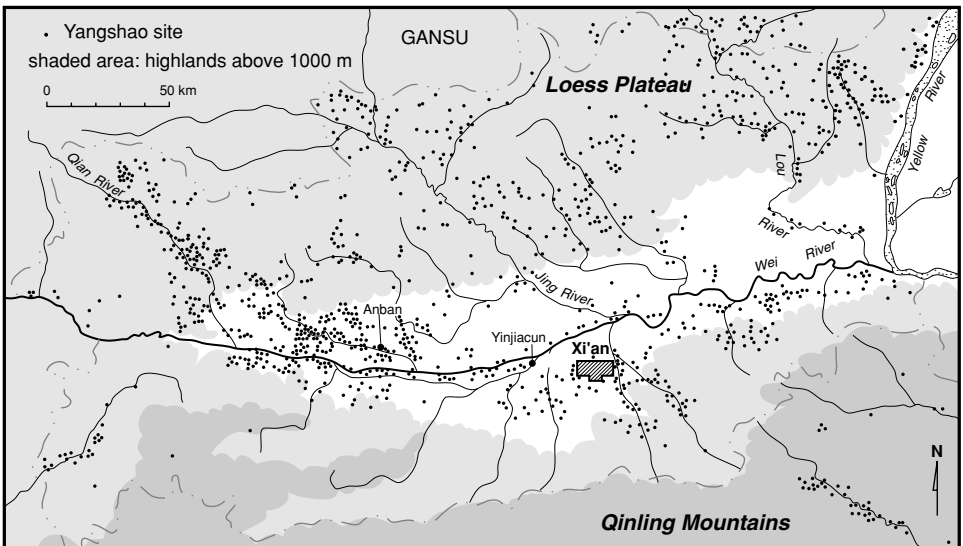 Yangshao site
shaded area: highlands above 1000 m
0 50 km
GANSU
Loess Plateau
Yellow River
Qian River
Lou River
Wei River
Jing River
Anban
Yinjiacun
Xi'an
N
Qinling Mountains